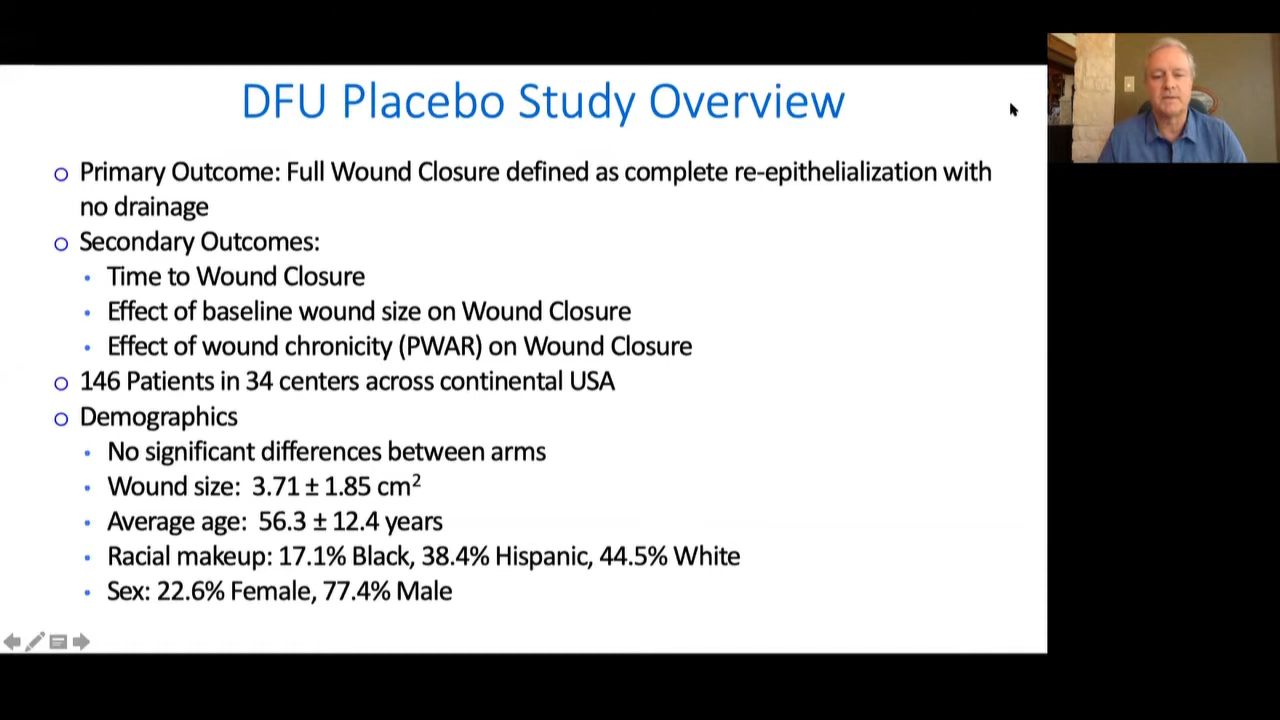 DFU Placebo Study Overview
Primary Outcome: Full Wound Closure defined as complete re-epithelialization with
no drainage
Secondary Outcomes:
Time to Wound Closure
Effect of baseline wound size on Wound Closure
Effect of wound chronicity (PWAR) on Wound Closure
146 Patients in 34 centers across continental USA
Demographics
No significant differences between arms
Wound size: 3.71 ± 1.85 cm²
Average age: 56.3 ± 12.4 years
Racial makeup: 17.1% Black, 38.4% Hispanic, 44.5% White
Sex: 22.6% Female, 77.4% Male